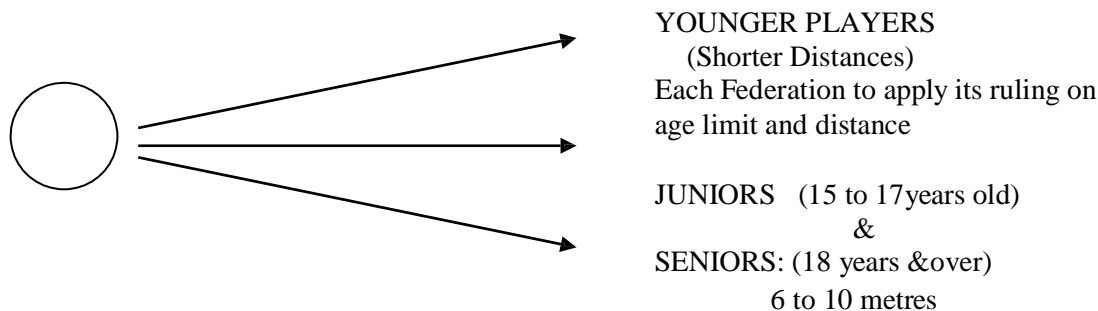 YOUNGER PLAYERS
(Shorter Distances)
Each Federation to apply its ruling on
age limit and distance
JUNIORS (15 to 17years old)
&
SENIORS: (18 years &over)
6 to 10 metres